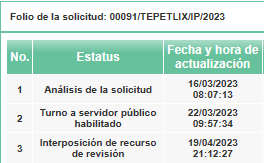 Folio de la solicitud: 00091/TEPETLIX/IP/2023
No. Estatus Fecha y hora de
actualización
1 Análisis de la solicitud 16/03/2023
08:07:13
2 Turno a servidor público
habilitado 22/03/2023
09:57:34
3 Interposición de recurso
de revisión 19/04/2023
21:12:27